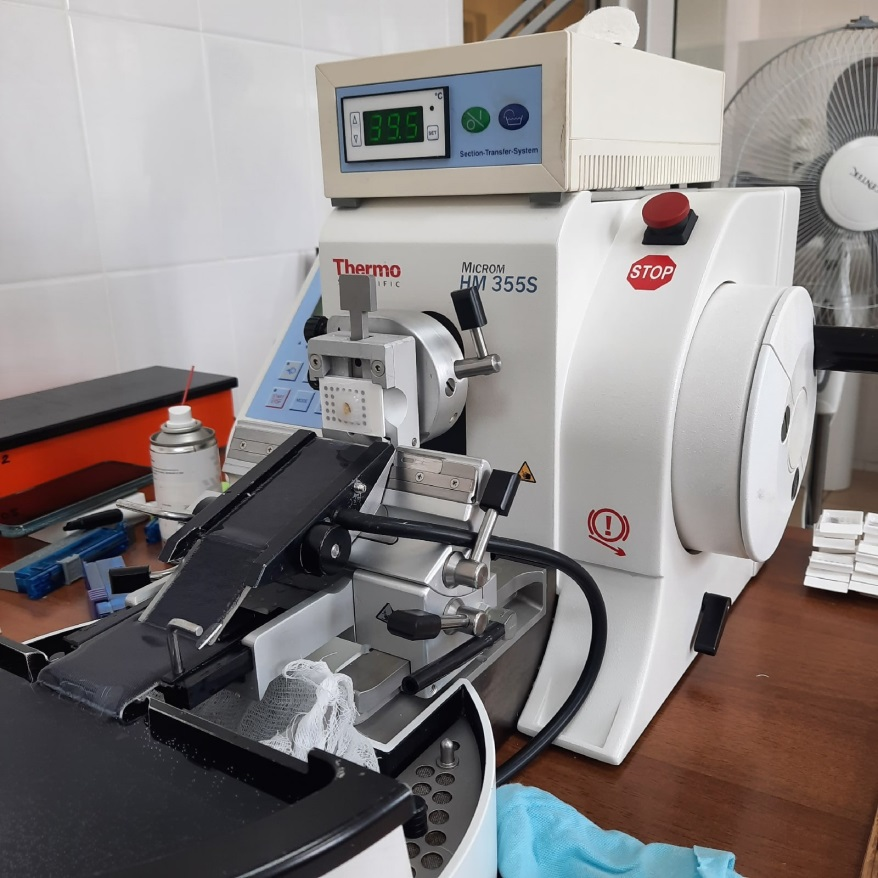 39.5
°C
SET
Section-Transfer-System
Thermo
MICROM
HM 355S
STOP
!